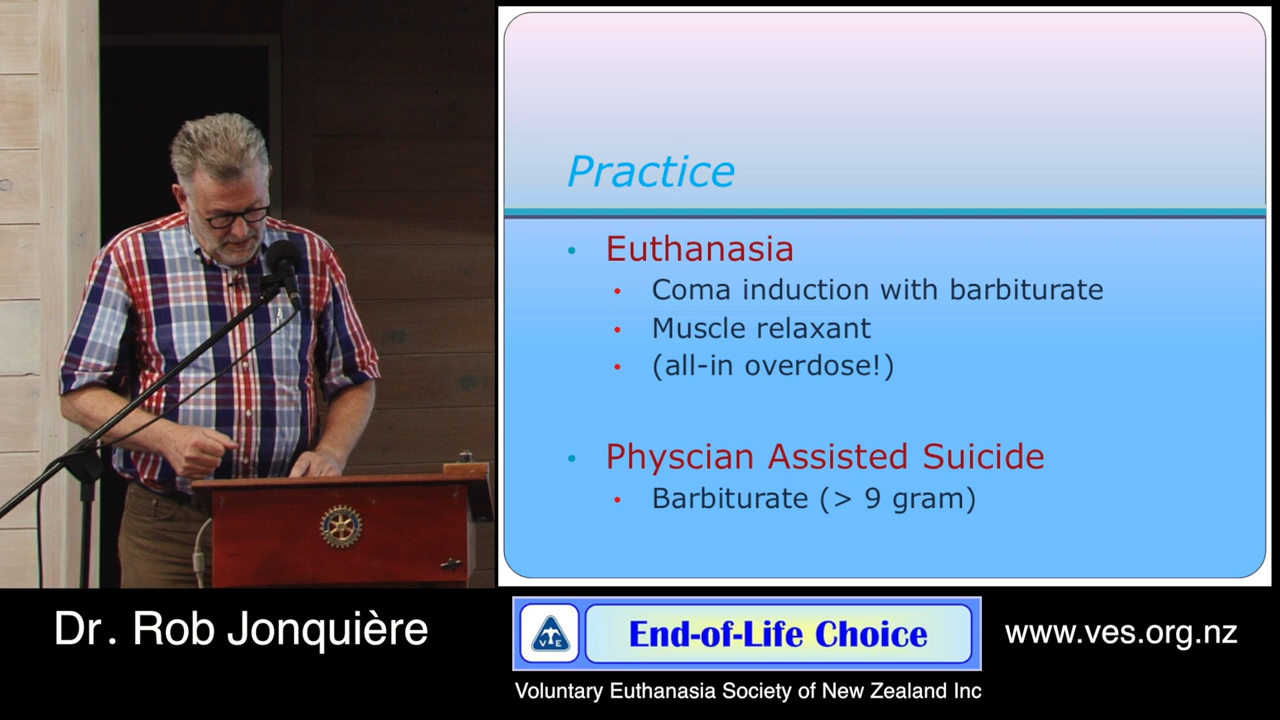 Practice
• Euthanasia
• Coma induction with barbiturate
• Muscle relaxant
• (all-in overdose!)
• Physcian Assisted Suicide
• Barbiturate (> 9 gram)
Dr. Rob Jonquière
VE
End-of-Life Choice
www.ves.org.nz
Voluntary Euthanasia Society of New Zealand Inc